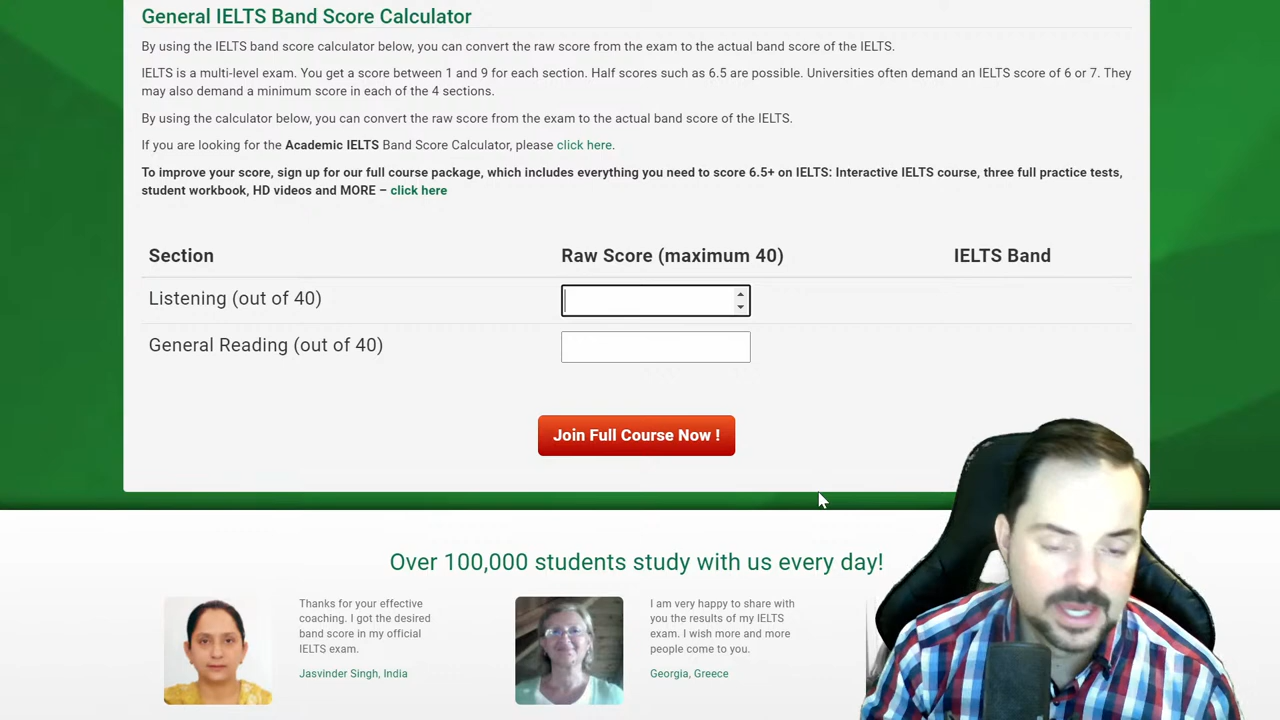 General IELTS Band Score Calculator
By using the IELTS band score calculator below, you can convert the raw score from the exam to the actual band score of the IELTS.
IELTS is a multi-level exam. You get a score between 1 and 9 for each section. Half scores such as 6.5 are possible. Universities often demand an IELTS score of 6 or 7. They
may also demand a minimum score in each of the 4 sections.
By using the calculator below, you can convert the raw score from the exam to the actual band score of the IELTS.
If you are looking for the Academic IELTS Band Score Calculator, please click here.
To improve your score, sign up for our full course package, which includes everything you need to score 6.5+ on IELTS: Interactive IELTS course, three full practice tests,
student workbook, HD videos and MORE – click here
Section Raw Score (maximum 40) IELTS Band
Listening (out of 40)
General Reading (out of 40)
Join Full Course Now !
Over 100,000 students study with us every day!
Thanks for your effective
coaching. I got the desired
band score in my official
IELTS exam.
Jasvinder Singh, India
I am very happy to share with
you the results of my IELTS
exam. I wish more and more
people come to you.
Georgia, Greece